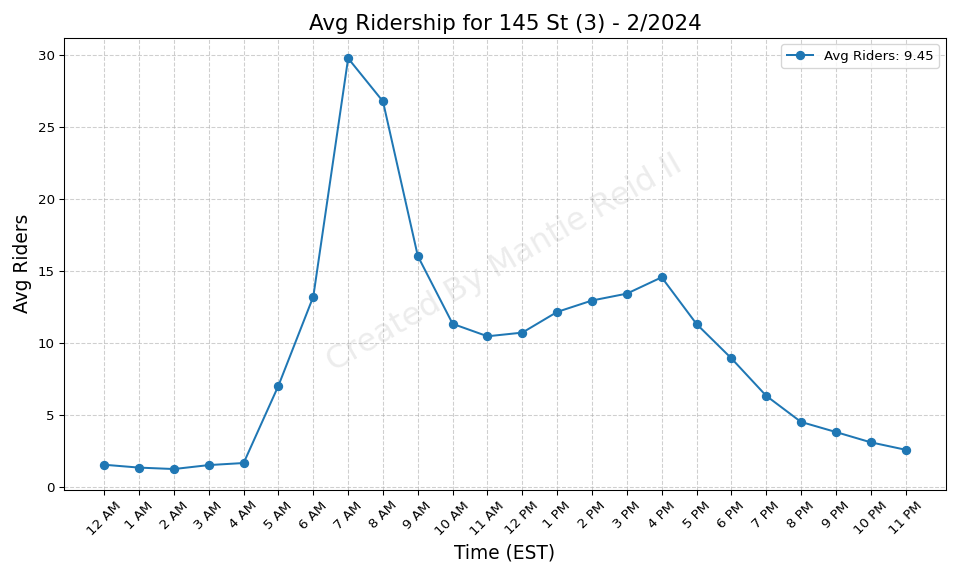 Avg Ridership for 145 St (3) - 2/2024
Avg Riders: 9.45
Avg Riders
30
25
20
15
10
5
0
Created By Mantie Reid II
12 AM
1 AM
2 AM
3 AM
4 AM
5 AM
6 AM
7 AM
8 AM
9 AM
10 AM
11 AM
12 PM
1 PM
2 PM
3 PM
4 PM
5 PM
6 PM
7 PM
8 PM
9 PM
10 PM
11 PM
Time (EST)